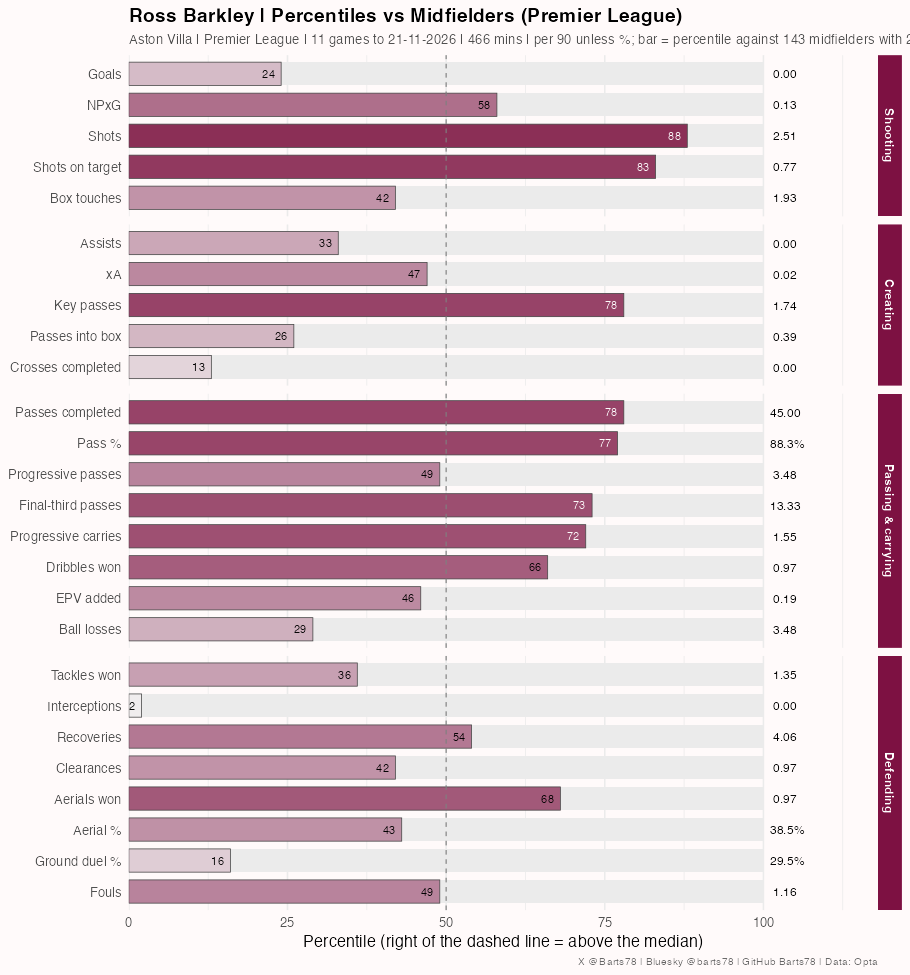 Ross Barkley | Percentiles vs Midfielders (Premier League)
Aston Villa | Premier League | 11 games to 21-11-2026 | 466 mins | per 90 unless %; bar = percentile against 143 midfielders with
Goals 24 0.00
NPxG 58 0.13
Shots 88 2.51
Shots on target 83 0.77
Box touches 42 1.93
Shooting
Assists 33 0.00
xA 47 0.02
Key passes 78 1.74
Passes into box 26 0.39
Crosses completed 13 0.00
Creating
Passes completed 78 45.00
Pass % 77 88.3%
Progressive passes 49 3.48
Final-third passes 73 13.33
Progressive carries 72 1.55
Dribbles won 66 0.97
EPV added 46 0.19
Ball losses 29 3.48
Passing & carrying
Tackles won 36 1.35
Interceptions 2 0.00
Recoveries 54 4.06
Clearances 42 0.97
Aerials won 68 0.97
Aerial % 43 38.5%
Ground duel % 16 29.5%
Fouls 49 1.16
Defending
0 25 50 75 100
Percentile (right of the dashed line = above the median)
X @Barts78 | Bluesky @barts78 | GitHub Barts78 | Data: Opta